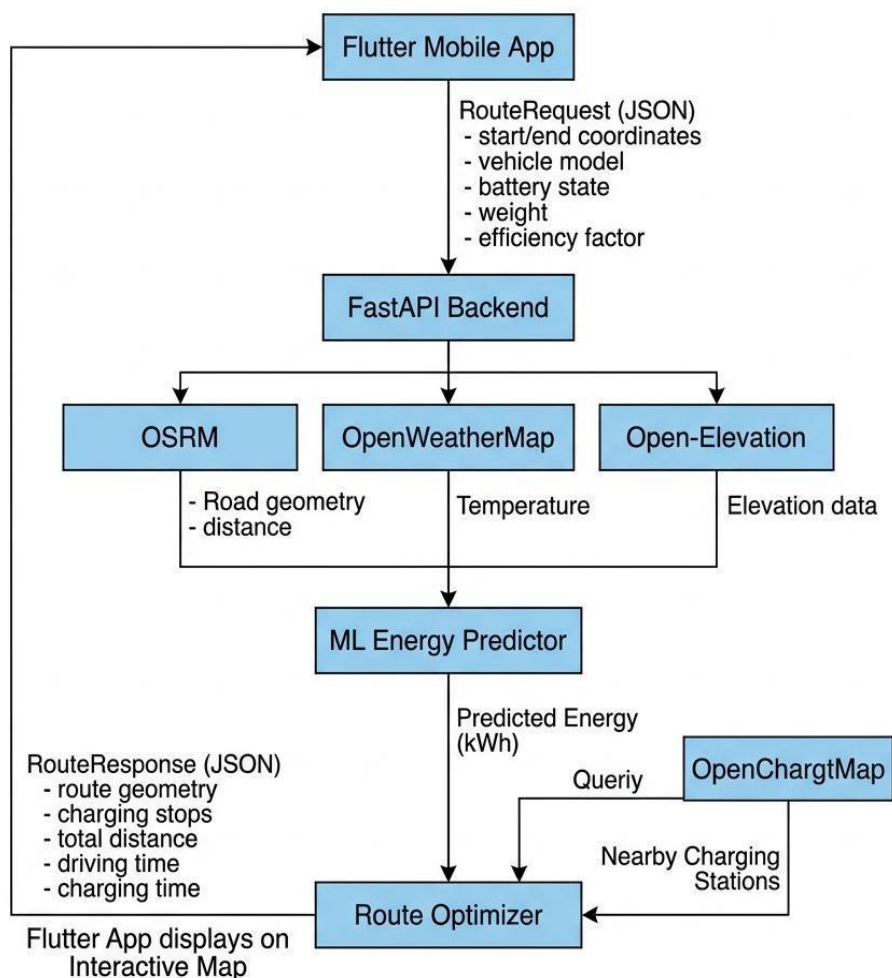 Flutter Mobile App
RouteRequest (JSON)
- start/end coordinates
- vehicle model
- battery state
- weight
- efficiency factor
FastAPI Backend
OSRM
OpenWeatherMap
Open-Elevation
- Road geometry
- distance
Temperature
Elevation data
ML Energy Predictor
Predicted Energy
(kWh)
OpenChargtMap
Queriy
Nearby Charging
Stations
RouteResponse (JSON)
- route geometry
- charging stops
- total distance
- driving time
- charging time
Route Optimizer
Flutter App displays on
Interactive Map